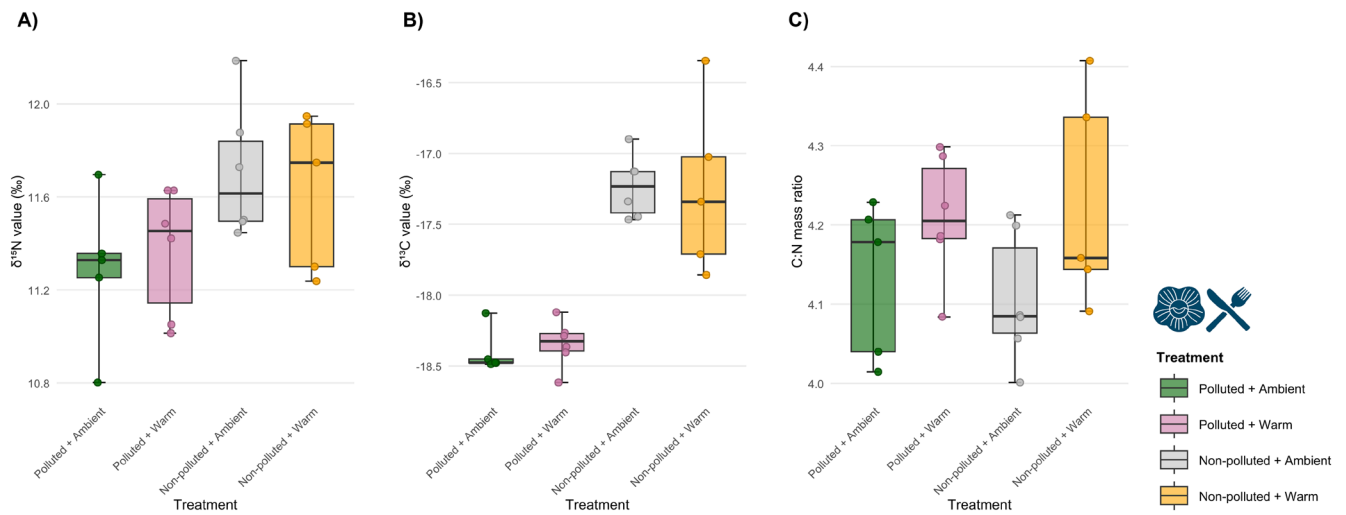 A)
B)
C)
δ¹⁵N value (‰)
12.0
11.6
11.2
10.8
Polluted + Ambient
Polluted + Warm
Non-polluted + Ambient
Non-polluted + Warm
Treatment
δ¹³C value (‰)
-16.5
-17.0
-17.5
-18.0
-18.5
Polluted + Ambient
Polluted + Warm
Non-polluted + Ambient
Non-polluted + Warm
Treatment
C:N mass ratio
4.4
4.3
4.2
4.1
4.0
Polluted + Ambient
Polluted + Warm
Non-polluted + Ambient
Non-polluted + Warm
Treatment
Treatment
Polluted + Ambient
Polluted + Warm
Non-polluted + Ambient
Non-polluted + Warm